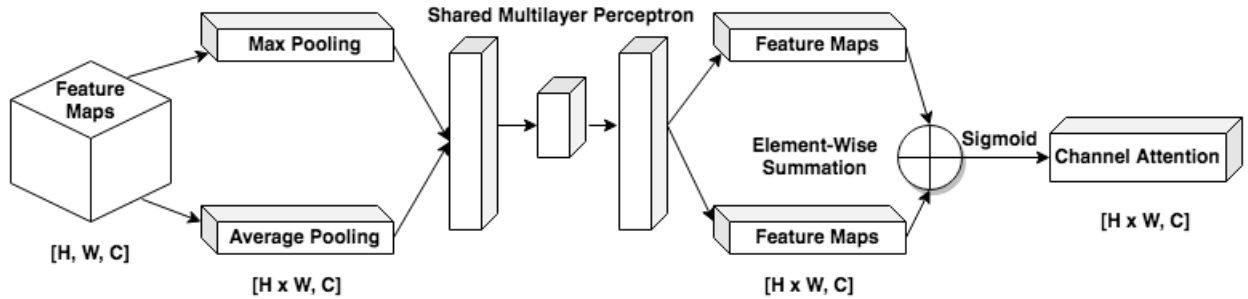 Shared Multilayer Perceptron
Max Pooling
Feature Maps
Feature
Maps
Element-Wise
Summation
Sigmoid
Channel Attention
Average Pooling
Feature Maps
[H, W, C]
[H x W, C]
[H x W, C]
[H x W, C]